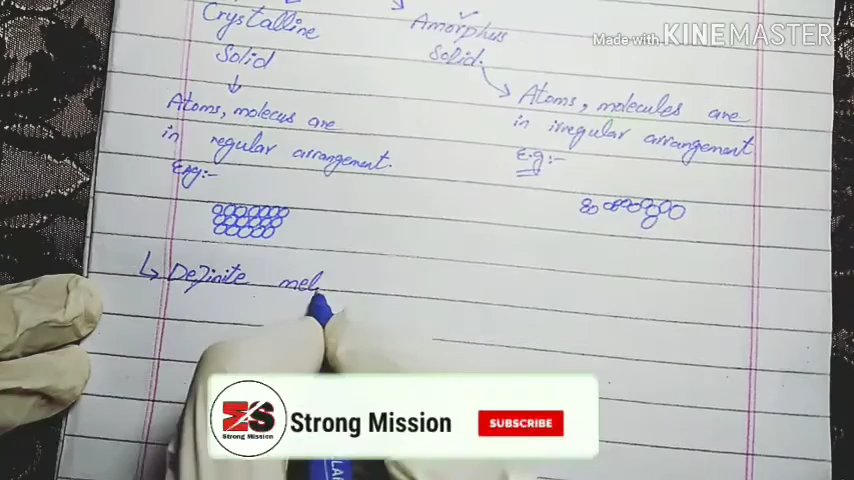 Crystalline
Solid
Atoms, molecus are
in regular arrangement.
E.g:-
Definite mel
Amorphus
Solid.
Atoms, molecules are
in irregular arrangement
E.g:-
Made with KINEMASTER
ZS
Strong Mission
Strong Mission
SUBSCRIBE